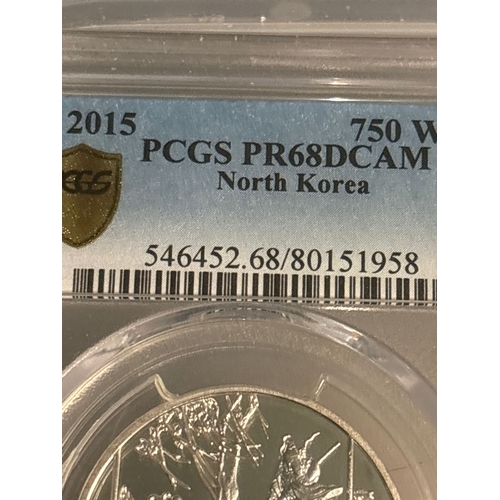 2015 750 W
PCGS PR68DCAM
North Korea
546452.68/80151958